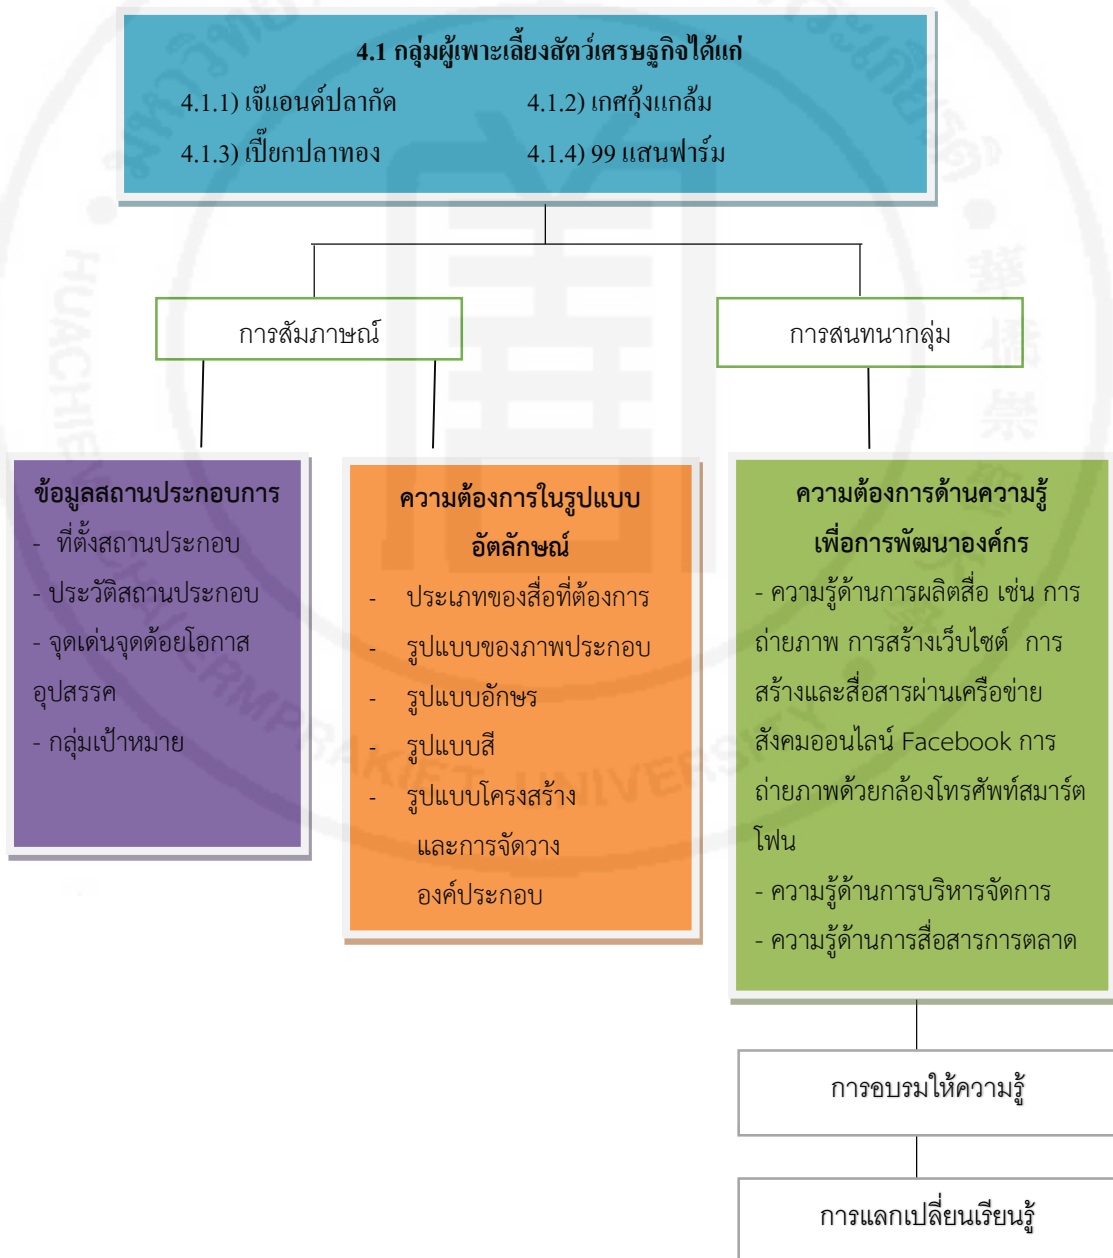 4.1 กลุ่มผู้เพาะเลี้ยงสัตว์เศรษฐกิจได้แก่
4.1.1) เจ๊แอนด์ปลากัด 4.1.2) เกศกุ้งแกล้ม
4.1.3) เปี๊ยกปลาทอง 4.1.4) 99 แสนฟาร์ม
การสัมภาษณ์
การสนทนากลุ่ม
ข้อมูลสถานประกอบการ
- ที่ตั้งสถานประกอบ
- ประวัติสถานประกอบ
- จุดเด่นจุดด้อยโอกาส
อุปสรรค
- กลุ่มเป้าหมาย
ความต้องการในรูปแบบ
อัตลักษณ์
- ประเภทของสื่อที่ต้องการ
- รูปแบบของภาพประกอบ
- รูปแบบอักษร
- รูปแบบสี
- รูปแบบโครงสร้าง
และการจัดวาง
องค์ประกอบ
ความต้องการด้านความรู้
เพื่อการพัฒนาองค์กร
- ความรู้ด้านการผลิตสื่อ เช่น การ
ถ่ายภาพ การสร้างเว็บไซต์ การ
สร้างและสื่อสารผ่านเครือข่าย
สังคมออนไลน์ Facebook การ
ถ่ายภาพด้วยกล้องโทรศัพท์สมาร์ต
โฟน
- ความรู้ด้านการบริหารจัดการ
- ความรู้ด้านการสื่อสารการตลาด
การอบรมให้ความรู้
การแลกเปลี่ยนเรียนรู้